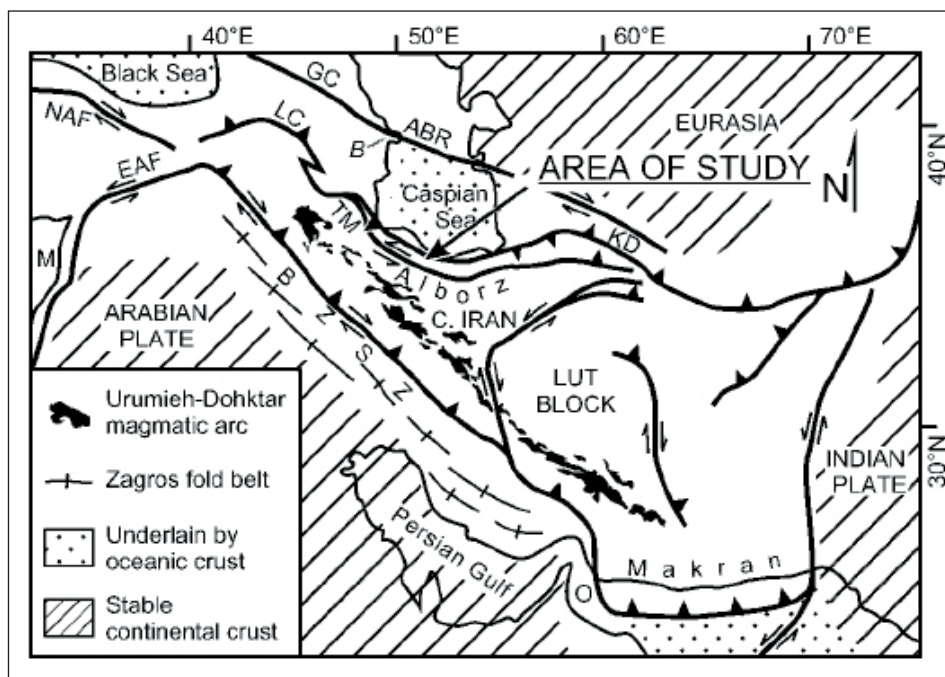 40°E
50°E
60°E
70°E
Black Sea
GC
NAF
LC
ABR
B
EURASIA
40°N
EAF
AREA OF STUDY
N
Caspian
Sea
TM
KD
M
Alborz
BZSZ
C. IRAN
ARABIAN
PLATE
LUT
BLOCK
30°N
INDIAN
PLATE
Urumieh-Dohktar
magmatic arc
Zagros fold belt
Underlain by
oceanic crust
Stable
continental crust
Persian Gulf
Makran
O